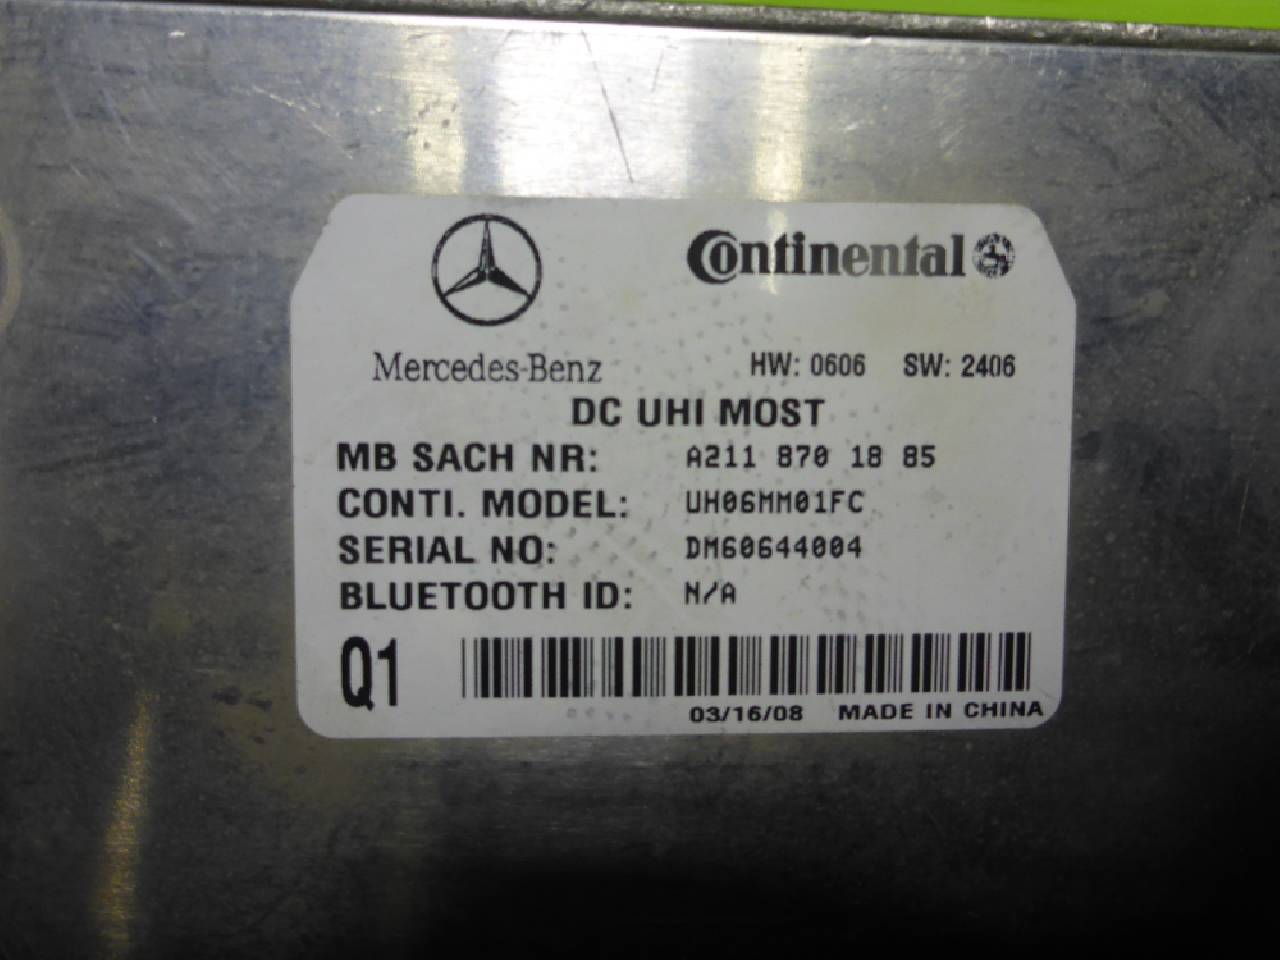 Continental
Mercedes-Benz HW: 0606 SW: 2406
DC UHI MOST
MB SACH NR: A211 870 18 85
CONTI. MODEL: UH06MM01FC
SERIAL NO: DM60644004
BLUETOOTH ID: N/A
Q1
03/16/08 MADE IN CHINA